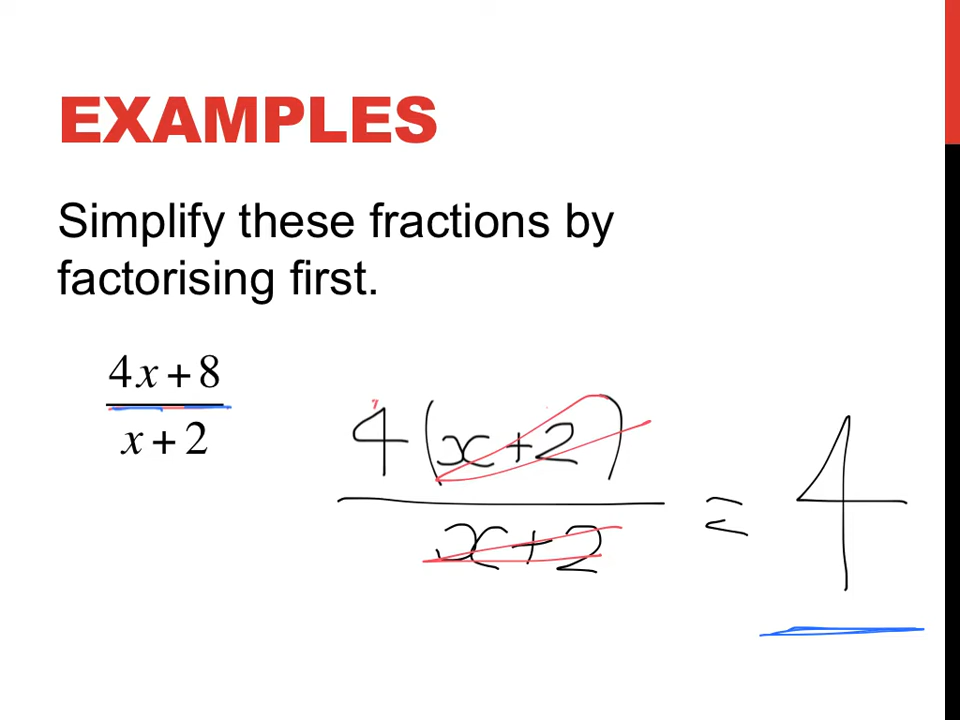 EXAMPLES
Simplify these fractions by
factorising first.
4x + 8
x + 2
4 (x + 2)
x + 2
= 4